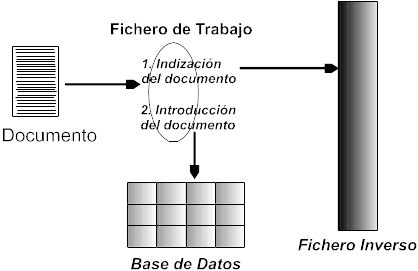 Fichero de Trabajo
1. Indización
del documento
2. Introducción
del documento
Documento
Base de Datos
Fichero Inverso